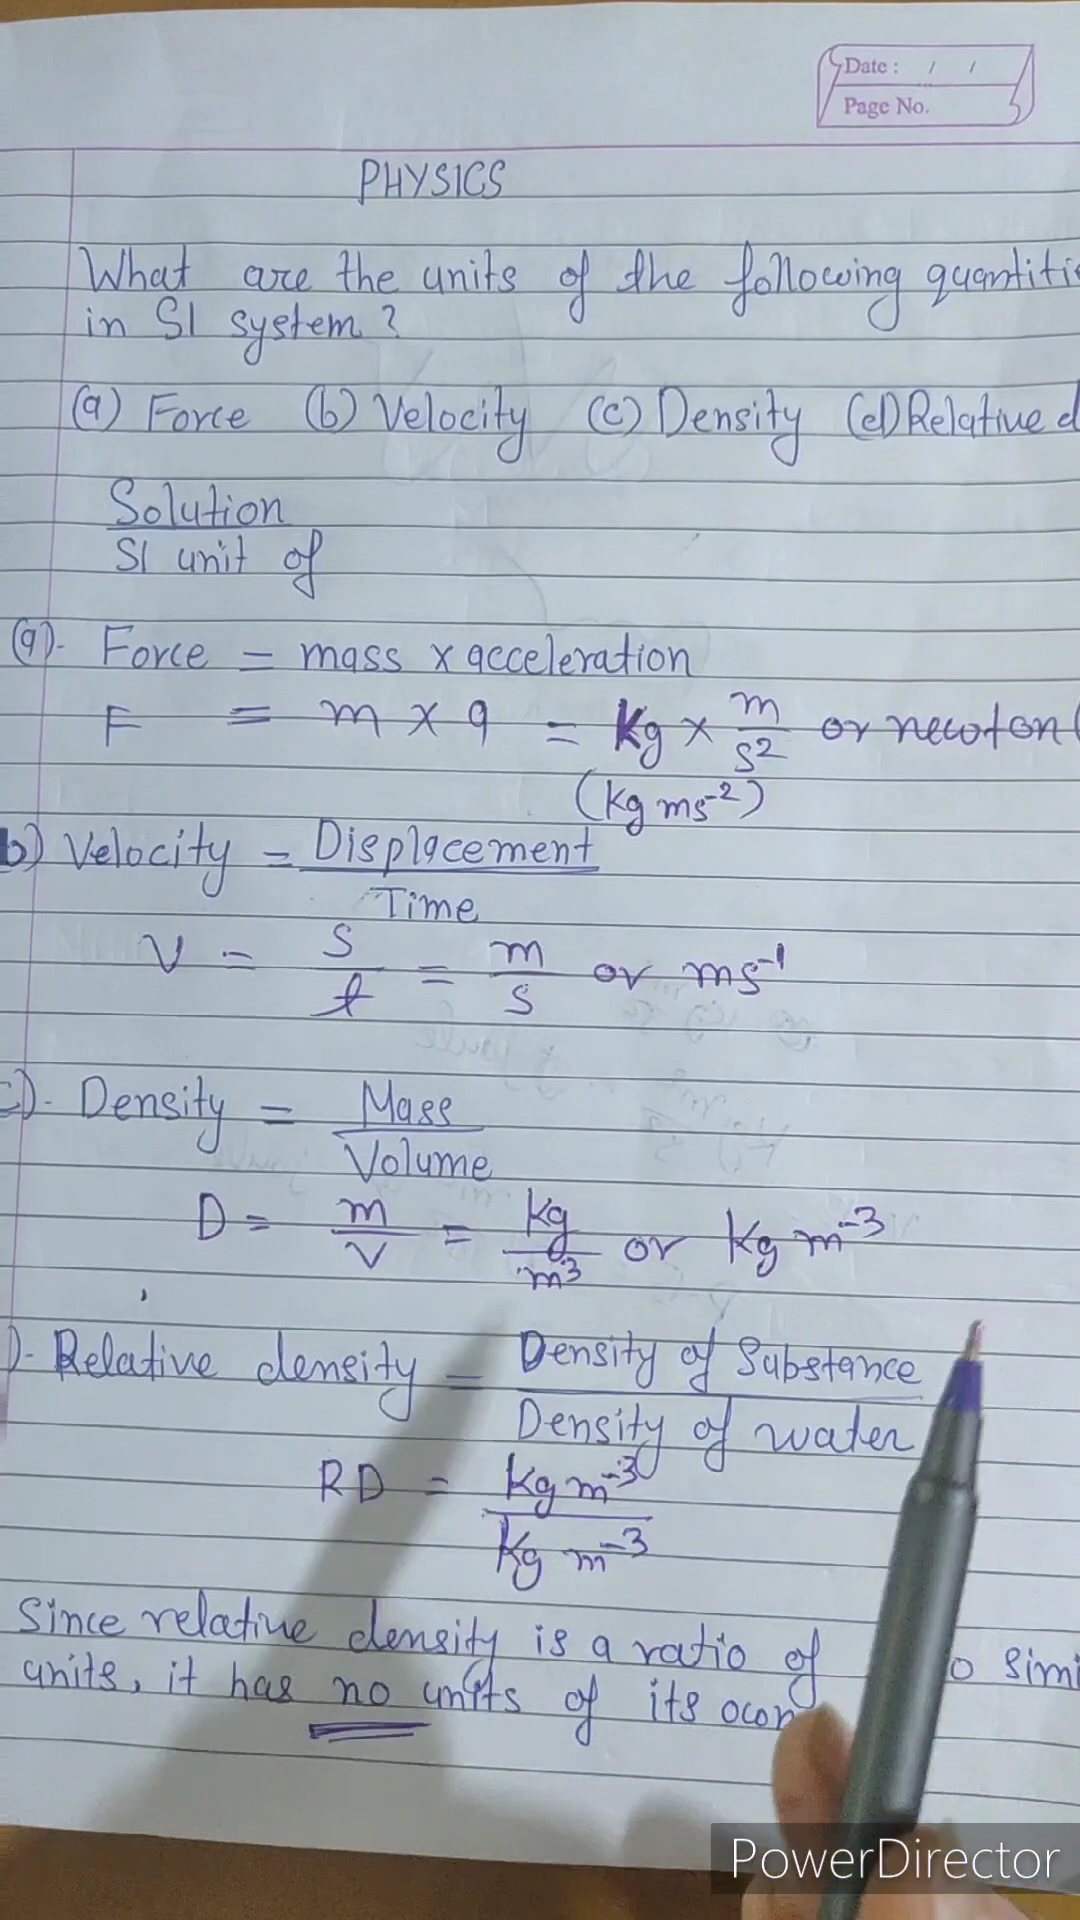 Date : / /
Page No.
PHYSICS
What are the units of the following quantiti
in SI system ?
(a) Force (b) Velocity (c) Density (d) Relative d
Solution
SI unit of
(a). Force = mass x acceleration
F = m x a = kg x m/s² or newton (
(kg ms⁻²)
b) Velocity = Displacement / Time
V = s/t = m/s or ms⁻¹
c). Density = Mass / Volume
D = m/V = kg/m³ or kg m⁻³
). Relative density = Density of Substance / Density of water
RD = kg m⁻³ / kg m⁻³
Since relative density is a ratio of o simi
units, it has no units of its own
PowerDirector